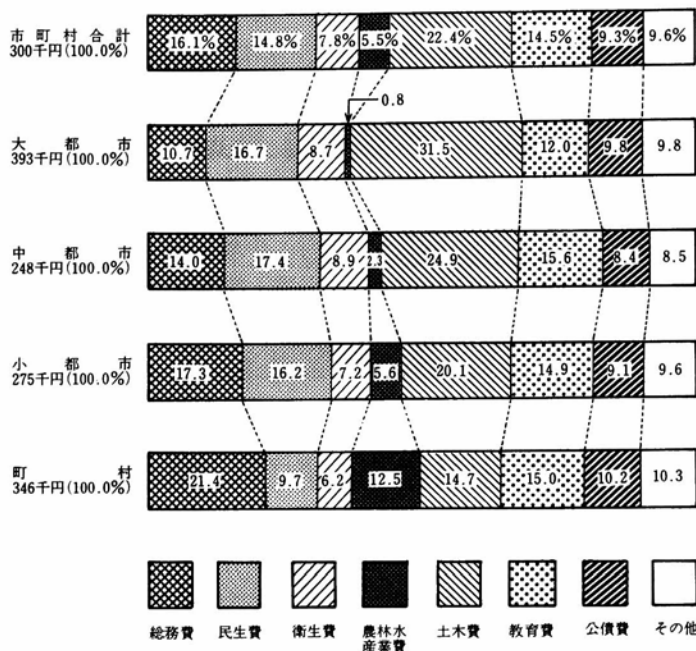 市町村合計
300千円(100.0%)
16.1% 14.8% 7.8% 5.5% 22.4% 14.5% 9.3% 9.6%
0.8
大都市
393千円(100.0%)
10.7 16.7 8.7 31.5 12.0 9.8 9.8
中都市
248千円(100.0%)
14.0 17.4 8.9 2.3 24.9 15.6 8.4 8.5
小都市
275千円(100.0%)
17.3 16.2 7.2 5.6 20.1 14.9 9.1 9.6
町村
346千円(100.0%)
21.4 9.7 6.2 12.5 14.7 15.0 10.2 10.3
総務費 民生費 衛生費 農林水 土木費 教育費 公債費 その他
産業費